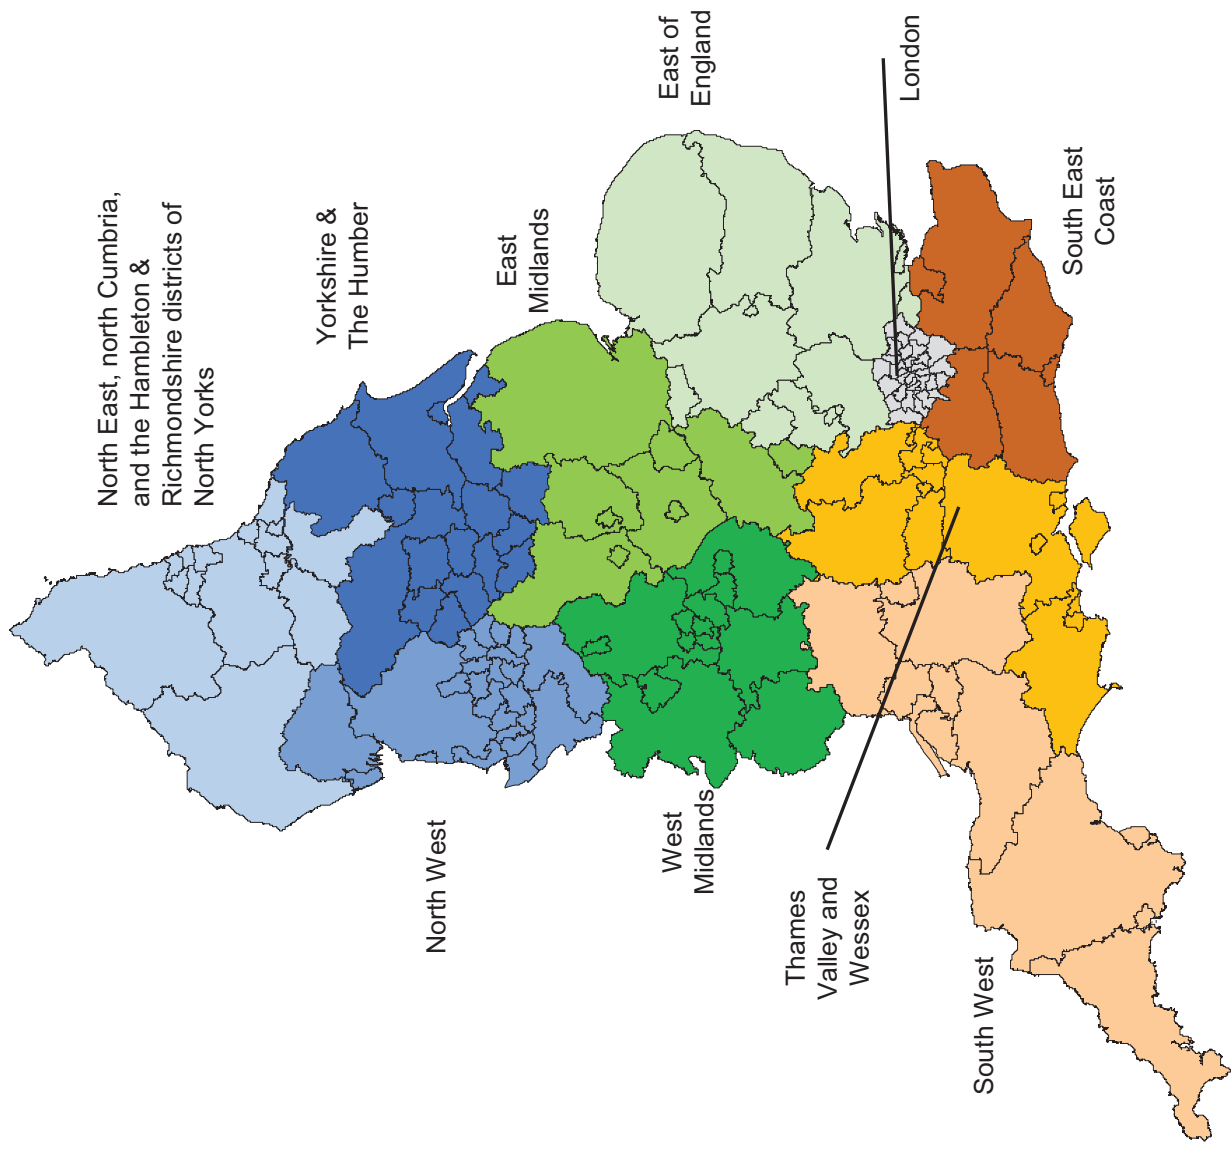 North East, north Cumbria,
and the Hambleton &
Richmondshire districts of
North Yorks
Yorkshire &
The Humber
East
Midlands
East of
England
London
South East
Coast
North West
West
Midlands
Thames
Valley and
Wessex
South West